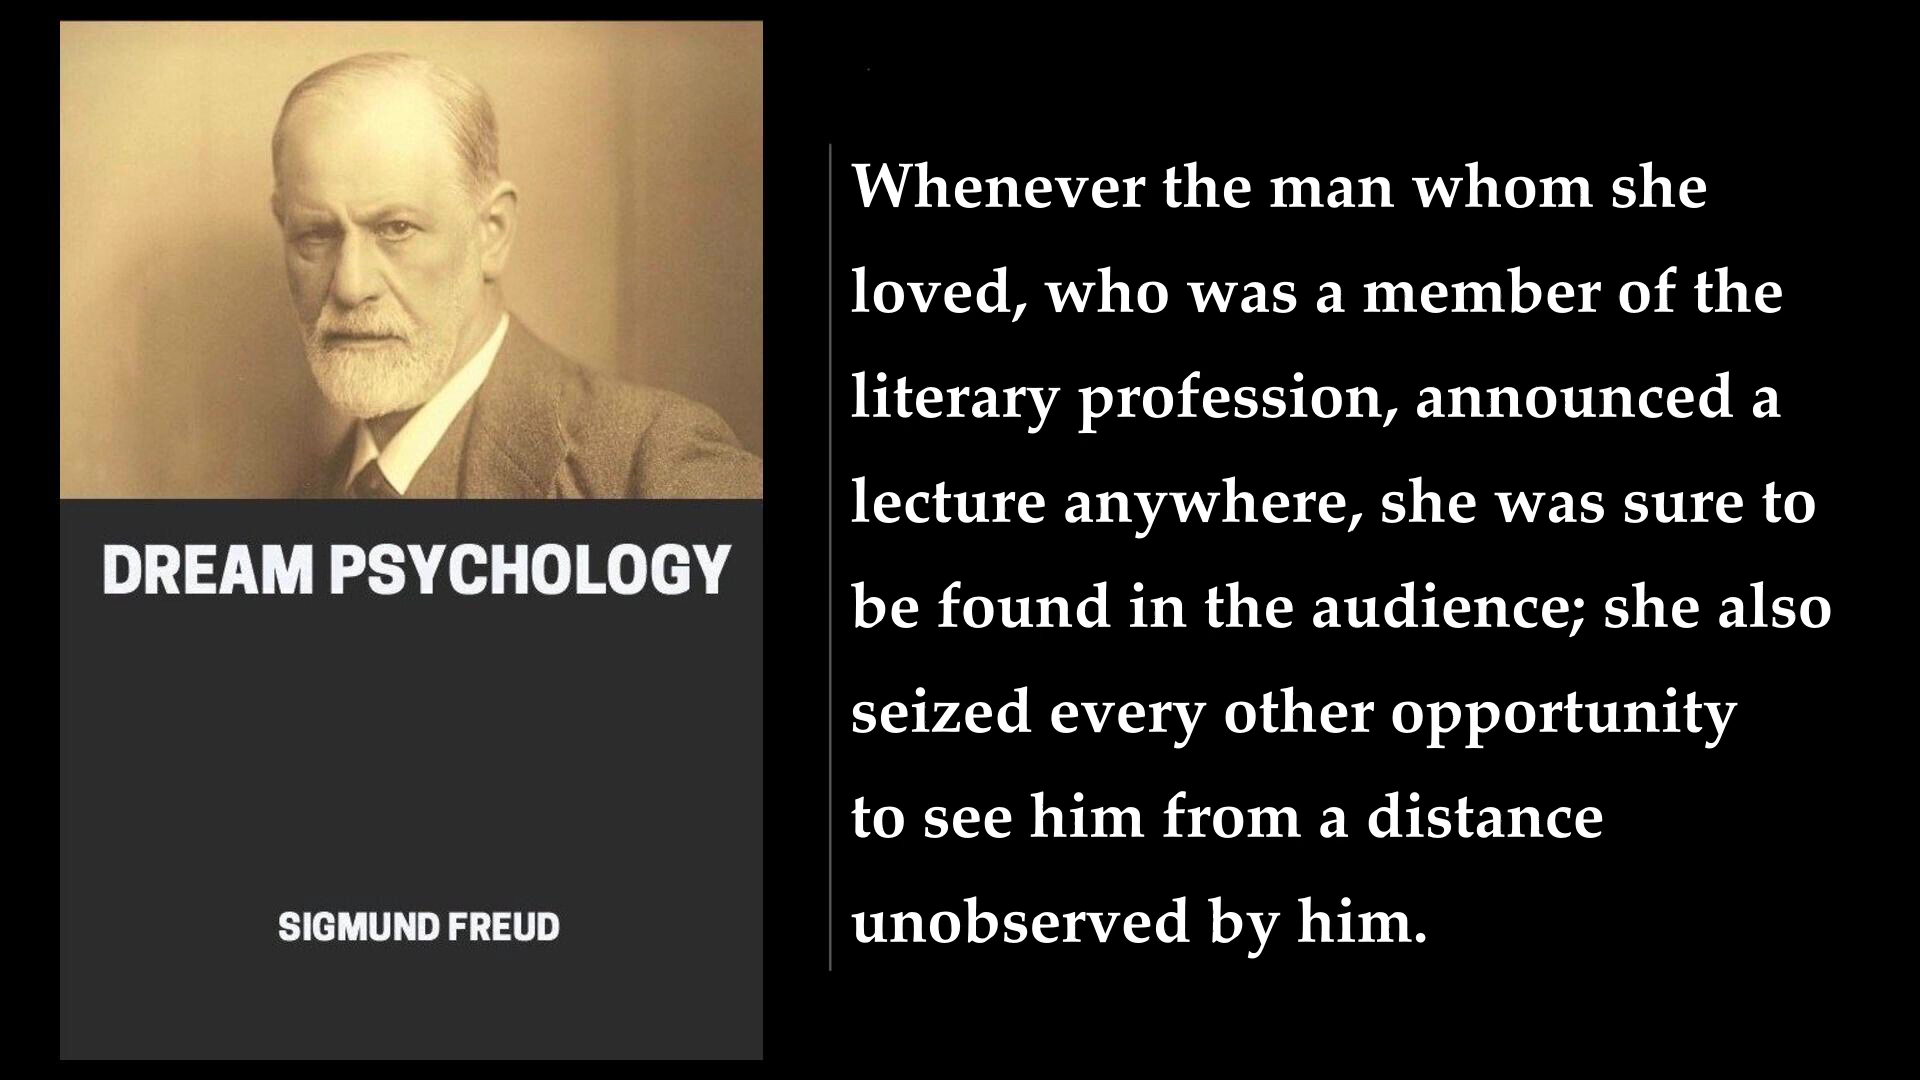 DREAM PSYCHOLOGY
SIGMUND FREUD
Whenever the man whom she
loved, who was a member of the
literary profession, announced a
lecture anywhere, she was sure to
be found in the audience; she also
seized every other opportunity
to see him from a distance
unobserved by him.